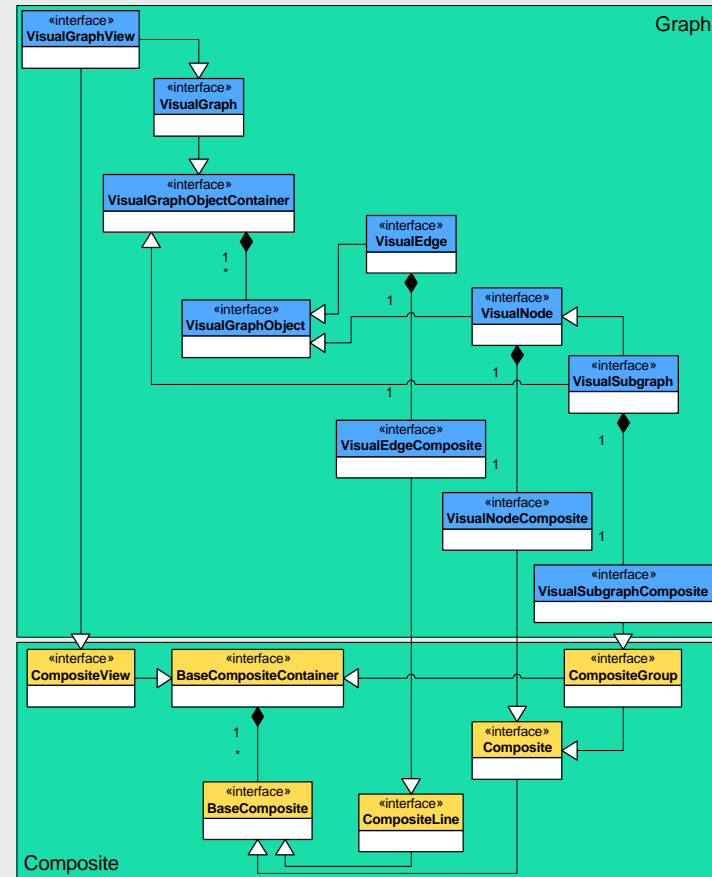 «interface»
VisualGraphView
Graph
«interface»
VisualGraph
«interface»
VisualGraphObjectContainer
«interface»
VisualEdge
1
*
1
«interface»
VisualGraphObject
«interface»
VisualNode
1
«interface»
VisualSubgraph
1
1
«interface»
VisualEdgeComposite
1
«interface»
VisualNodeComposite
1
«interface»
VisualSubgraphComposite
«interface»
CompositeView
«interface»
BaseCompositeContainer
«interface»
CompositeGroup
1
*
«interface»
Composite
«interface»
BaseComposite
«interface»
CompositeLine
Composite